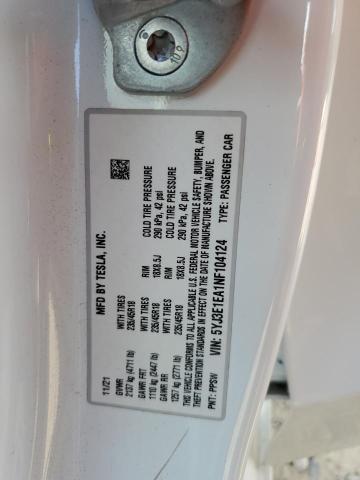 10.9
MFD BY TESLA, INC.
11/21
GVWR WITH TIRES
2137 kg (4711 lb) 235/45R18
GAWR FRT WITH TIRES RIM COLD TIRE PRESSURE
1110 kg (2447 lb) 235/45R18 18X8.5J 290 kPa, 42 psi
GAWR RR WITH TIRES RIM COLD TIRE PRESSURE
1257 kg (2771 lb) 235/45R18 18X8.5J 290 kPa, 42 psi
THIS VEHICLE CONFORMS TO ALL APPLICABLE U.S. FEDERAL MOTOR VEHICLE SAFETY, BUMPER, AND
THEFT PREVENTION STANDARDS IN EFFECT ON THE DATE OF MANUFACTURE SHOWN ABOVE.
VIN: 5YJ3E1EA1NF104124 TYPE: PASSENGER CAR
PNT: PPSW